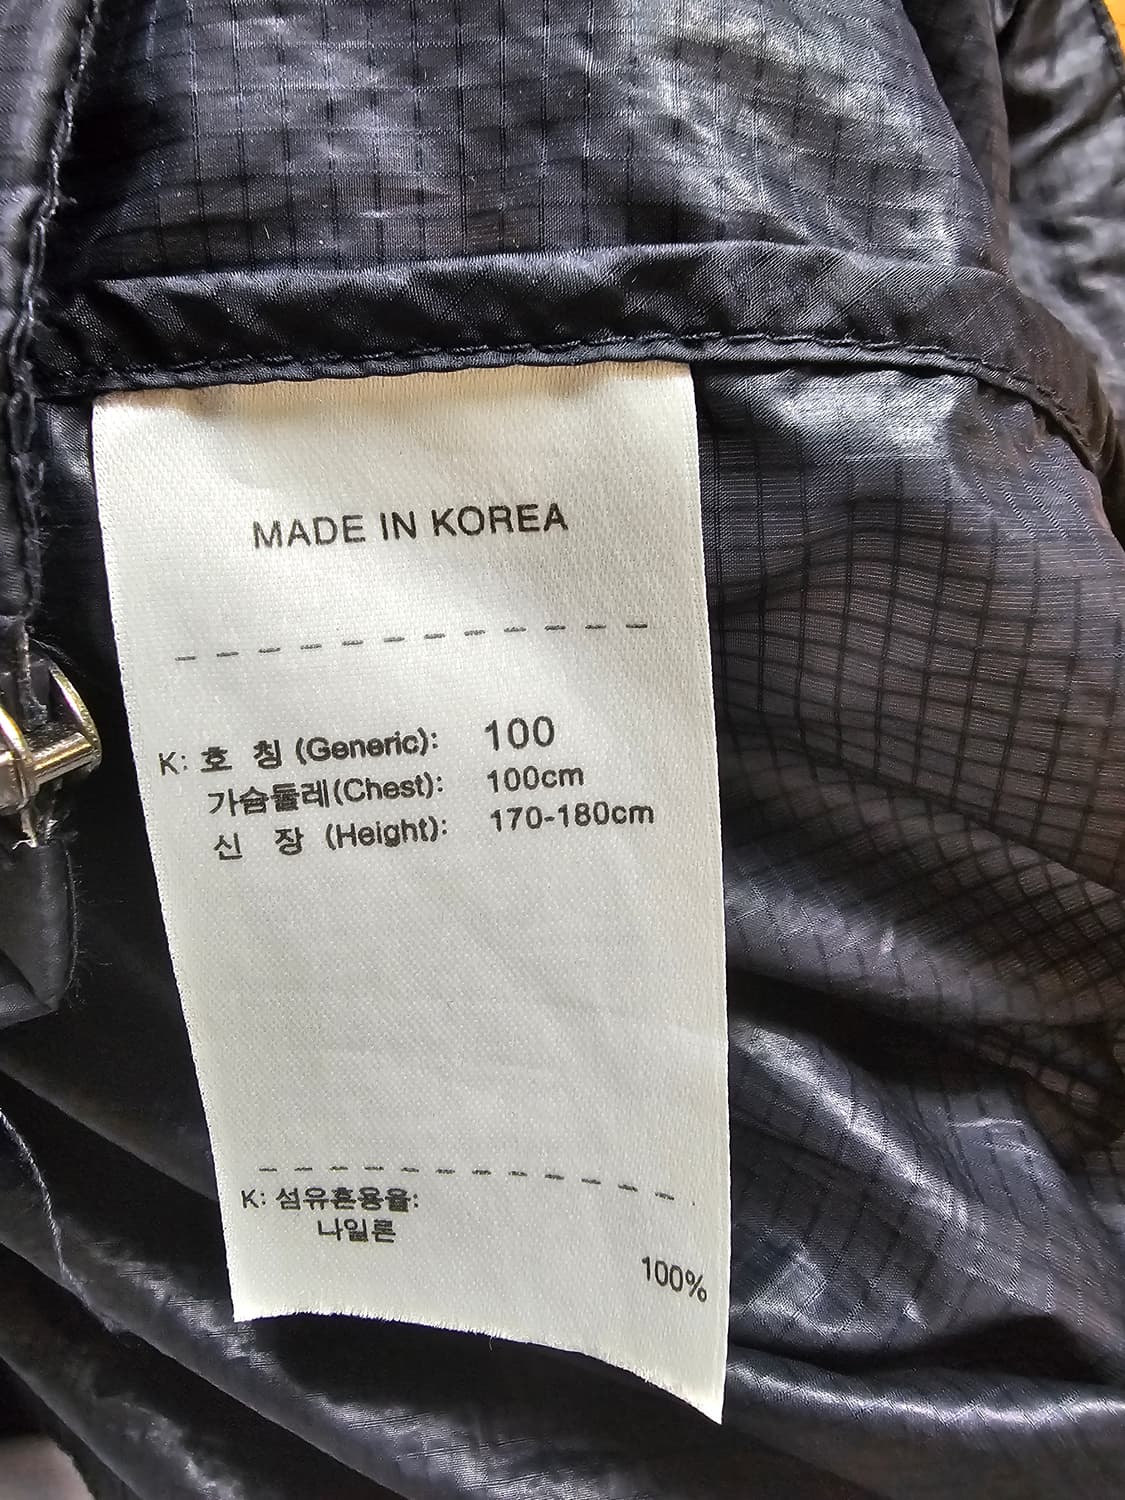 MADE IN KOREA
K: 호 칭 (Generic): 100
가슴둘레(Chest): 100cm
신 장 (Height): 170-180cm
K: 섬유혼용율:
나일론
100%